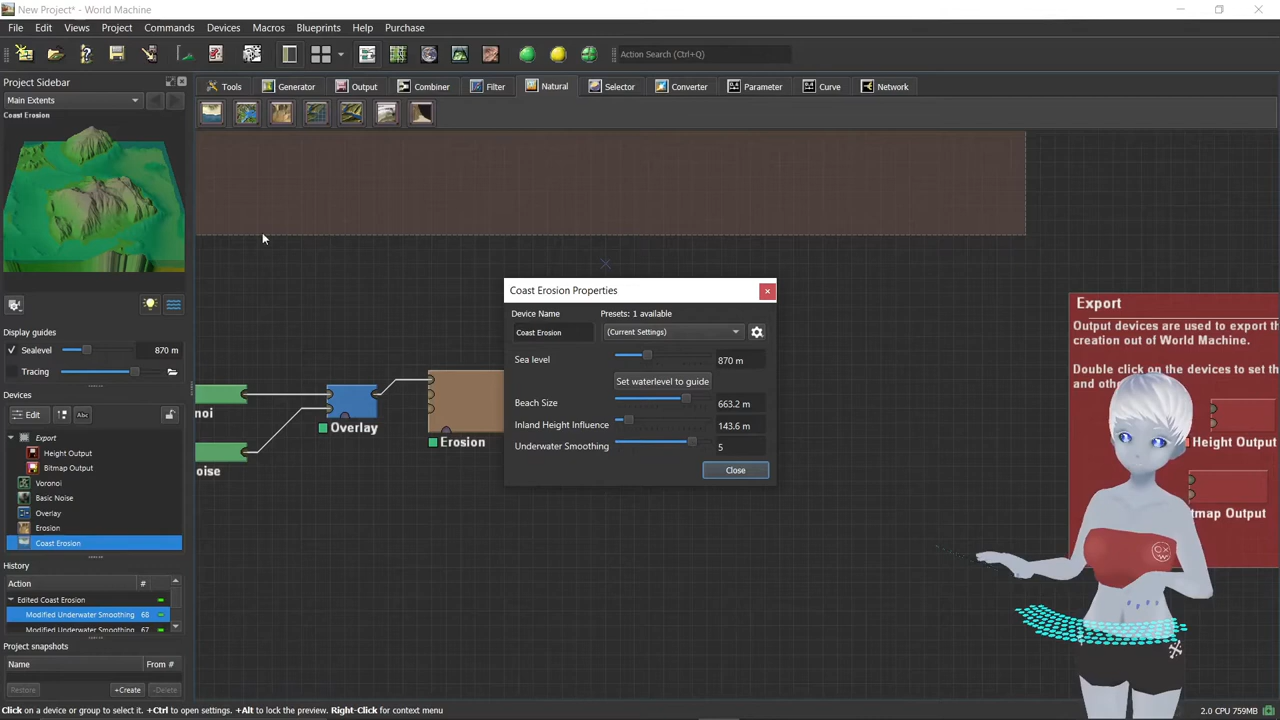 New Project* - World Machine
File Edit Views Project Commands Devices Macros Blueprints Help Purchase
Action Search (Ctrl+Q)
Project Sidebar
Tools Generator Output Combiner Filter Natural Selector Converter Parameter Curve Network
Main Extents
Coast Erosion
Display guides
Sealevel 870 m
Tracing
Devices
Edit Abc
Export
Height Output
Bitmap Output
Voronoi
Basic Noise
Overlay
Erosion
Coast Erosion
History
Action #
Edited Coast Erosion
Modified Underwater Smoothing 68
Modified Underwater Smoothing 67
Project snapshots
Name From #
Restore +Create -Delete
noi
oise
Overlay
Erosion
Coast Erosion Properties
Device Name Presets: 1 available
Coast Erosion (Current Settings)
Sea level 870 m
Set waterlevel to guide
Beach Size 663.2 m
Inland Height Influence 143.6 m
Underwater Smoothing 5
Close
Export
Output devices are used to export th
creation out of World Machine.
Double click on the devices to set th
and othe
Height Output
tmap Output
Click on a device or group to select it. +Ctrl to open settings. +Alt to lock the preview. Right-Click for context menu
2.0 CPU 759MB